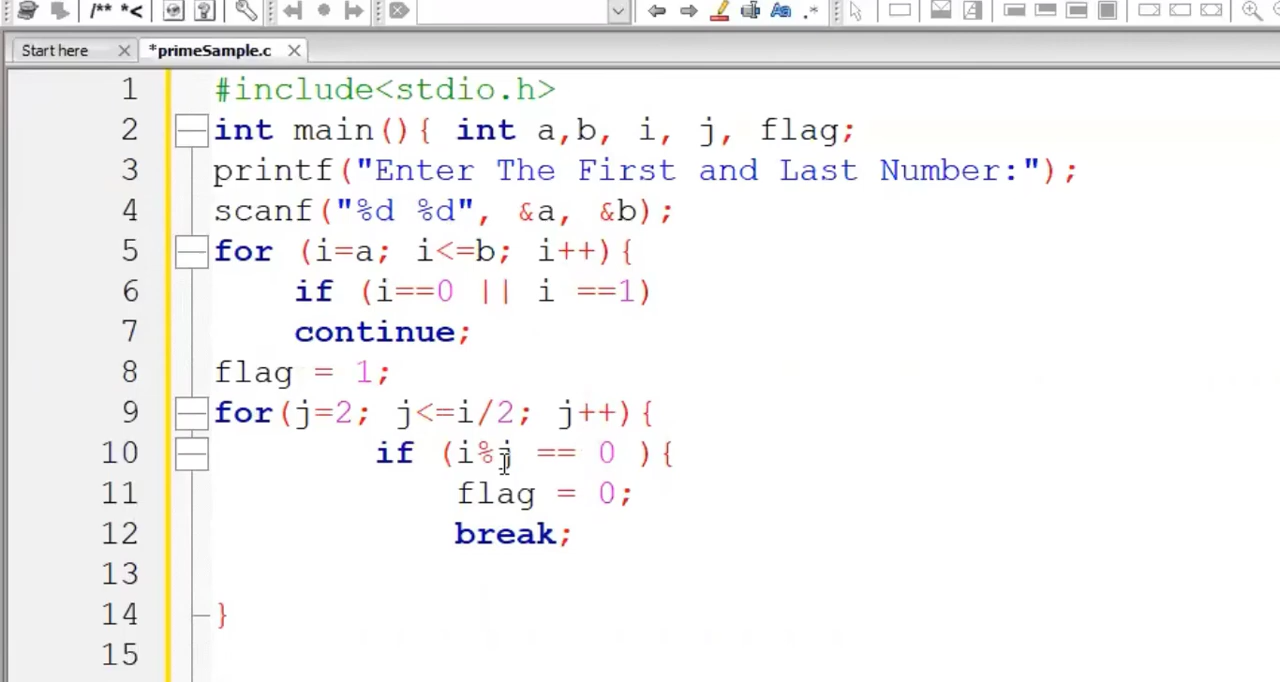 /** *<
Start here
*primeSample.c
1 #include<stdio.h>
2 int main(){ int a,b, i, j, flag;
3 printf("Enter The First and Last Number:");
4 scanf("%d %d", &a, &b);
5 for (i=a; i<=b; i++){
6 if (i==0 || i ==1)
7 continue;
8 flag = 1;
9 for(j=2; j<=i/2; j++){
10 if (i%j == 0 ){
11 flag = 0;
12 break;
13
14 }
15